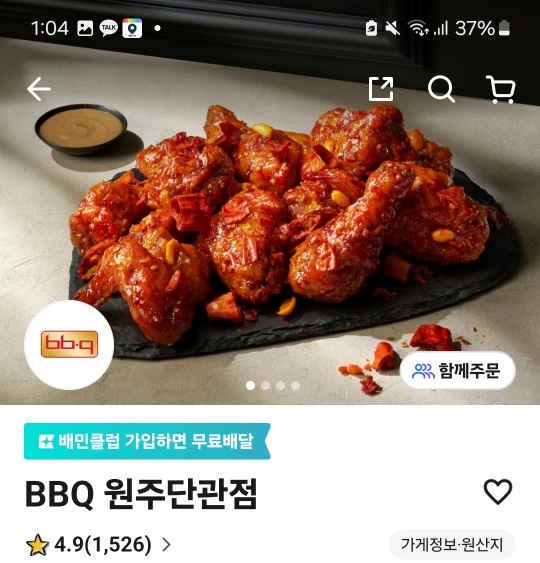 1:04 TALK 37%
bb.q
함께주문
배민클럽 가입하면 무료배달
BBQ 원주단관점
4.9(1,526)
가게정보·원산지